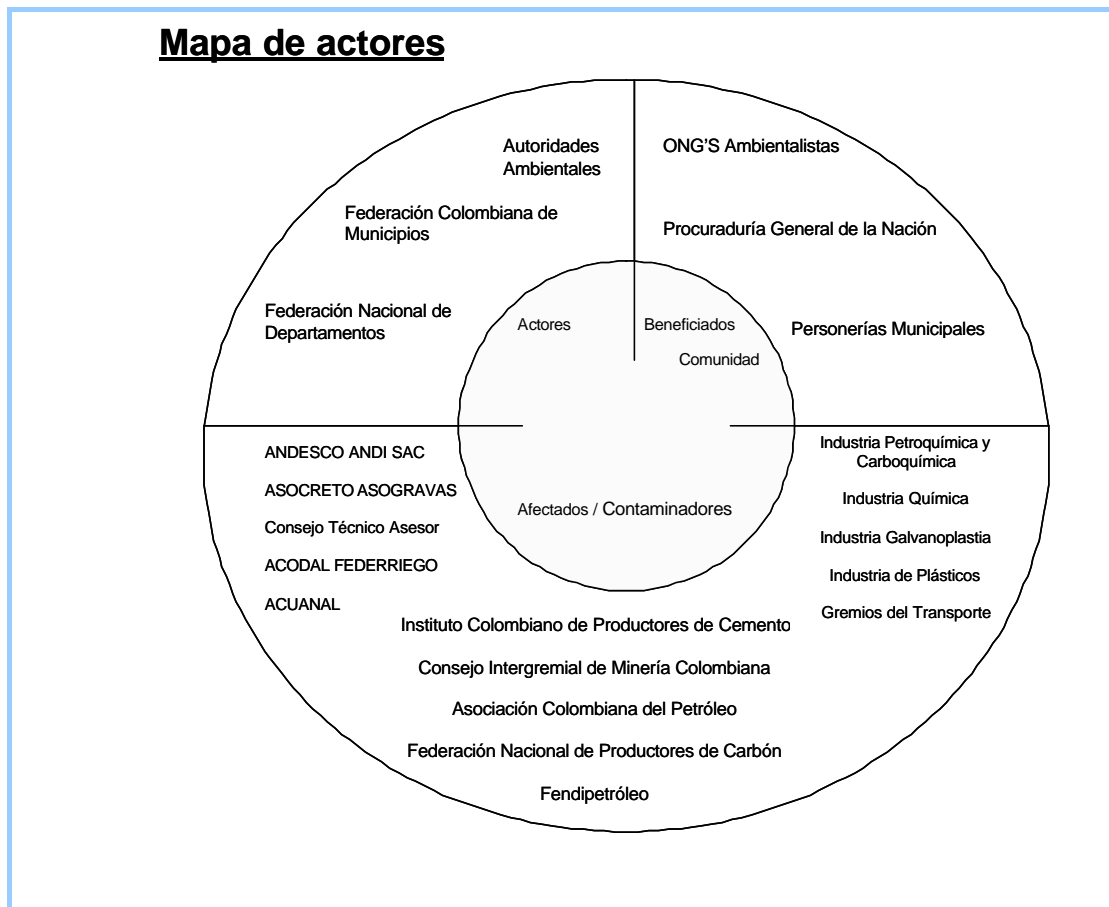 Mapa de actores
Autoridades
Ambientales
Federación Colombiana de
Municipios
Federación Nacional de
Departamentos
ONG'S Ambientalistas
Procuraduría General de la Nación
Personerías Municipales
Actores
Beneficiados
Comunidad
Afectados / Contaminadores
ANDESCO ANDI SAC
ASOCRETO ASOGRAVAS
Consejo Técnico Asesor
ACODAL FEDERRIEGO
ACUANAL
Industria Petroquímica y
Carboquímica
Industria Química
Industria Galvanoplastia
Industria de Plásticos
Gremios del Transporte
Instituto Colombiano de Productores de Cemento
Consejo Intergremial de Minería Colombiana
Asociación Colombiana del Petróleo
Federación Nacional de Productores de Carbón
Fendipetróleo